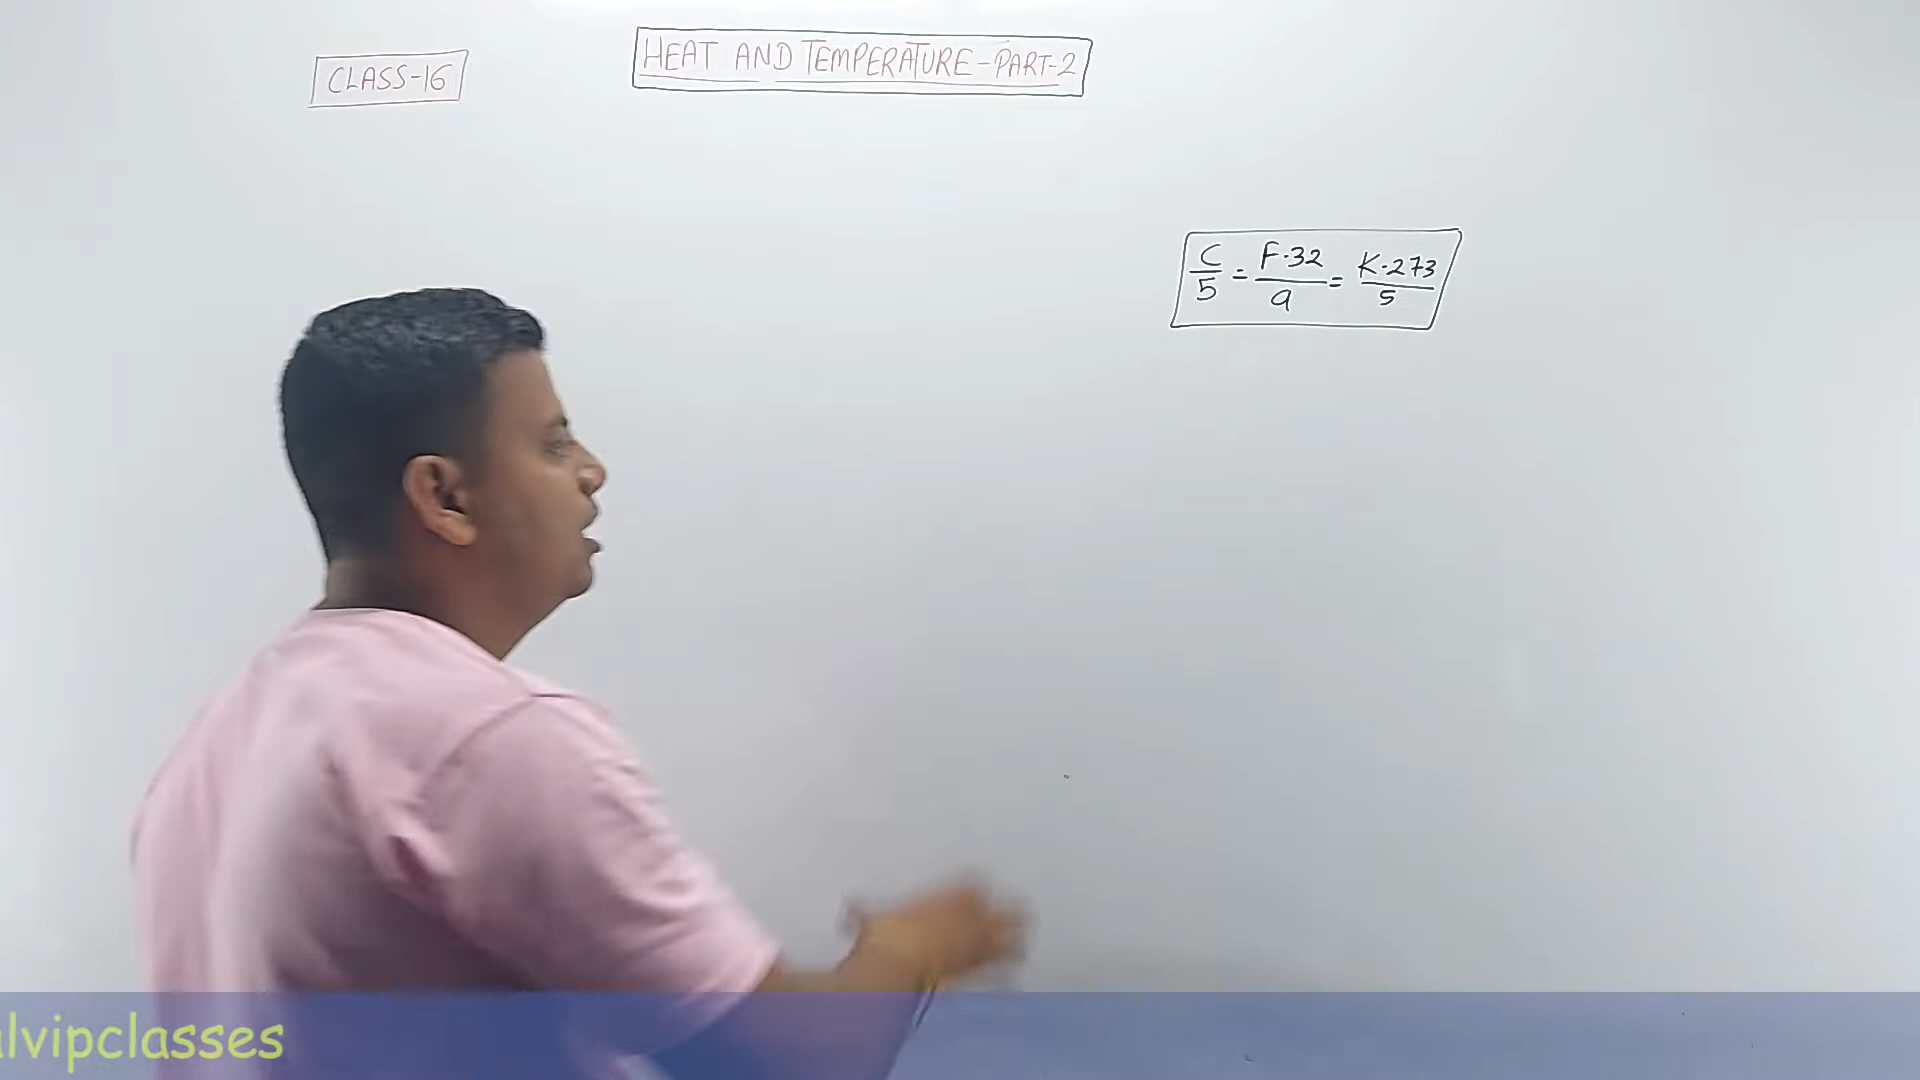 CLASS-16
HEAT AND TEMPERATURE-PART-2
C/5 = F-32/9 = K-273/5
lvipclasses